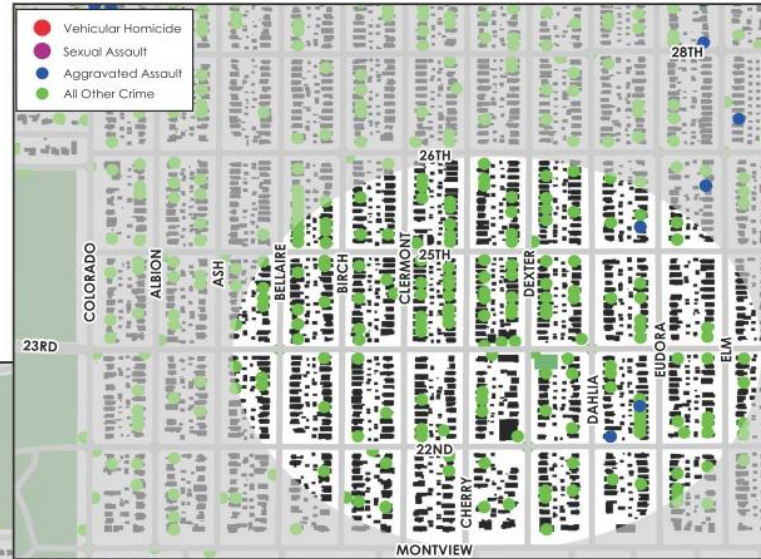 Vehicular Homicide
Sexual Assault
Aggravated Assault
All Other Crime
28TH
26TH
COLORADO
ALBION
ASH
BELLAIRE
BIRCH
CLERMONT
25TH
DEXTER
23RD
DAHLIA
EUDORA
ELM
22ND
CHERRY
MONTVIEW